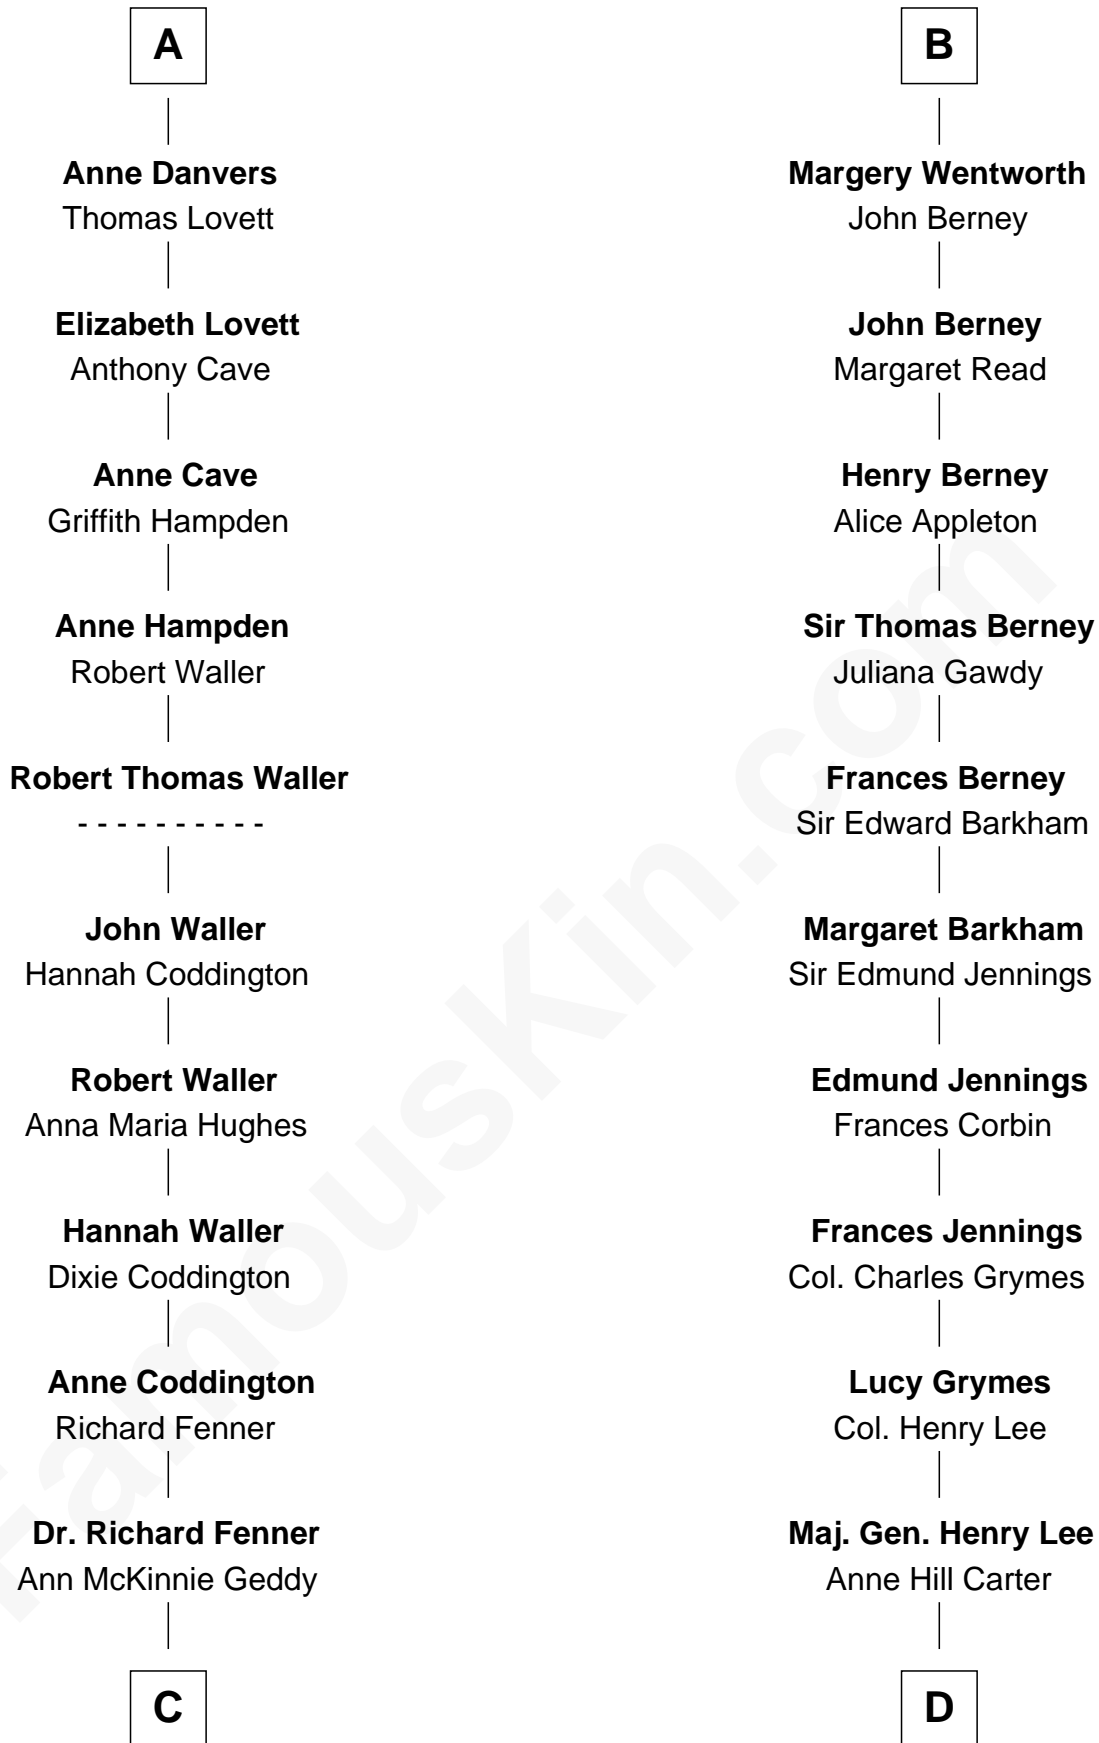 A
Anne Danvers
Thomas Lovett
Elizabeth Lovett
Anthony Cave
Anne Cave
Griffith Hampden
Anne Hampden
Robert Waller
Robert Thomas Waller
- - - - - - - - - -
John Waller
Hannah Coddington
Robert Waller
Anna Maria Hughes
Hannah Waller
Dixie Coddington
Anne Coddington
Richard Fenner
Dr. Richard Fenner
Ann McKinnie Geddy
C
B
Margery Wentworth
John Berney
John Berney
Margaret Read
Henry Berney
Alice Appleton
Sir Thomas Berney
Juliana Gawdy
Frances Berney
Sir Edward Barkham
Margaret Barkham
Sir Edmund Jennings
Edmund Jennings
Frances Corbin
Frances Jennings
Col. Charles Grymes
Lucy Grymes
Col. Henry Lee
Maj. Gen. Henry Lee
Anne Hill Carter
D
FamousKin.com